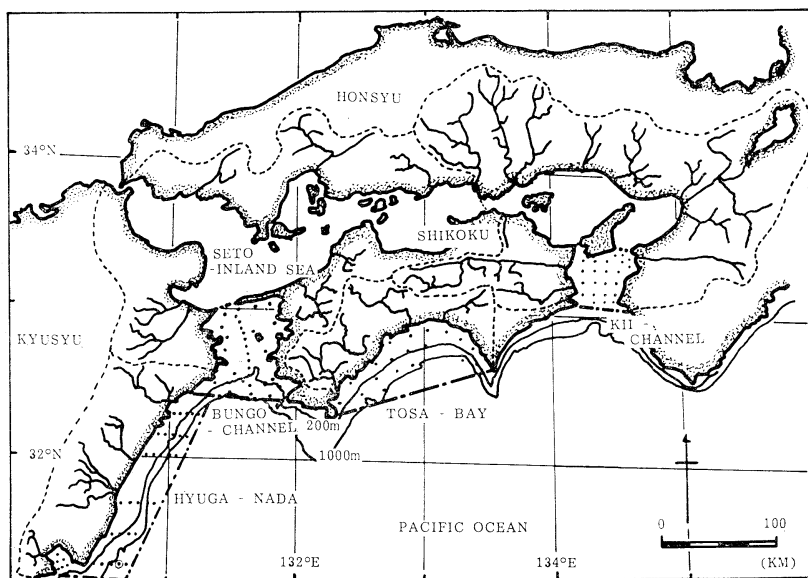 HONSYU
34°N
SHIKOKU
SETO
-INLAND SEA
KYUSYU
KII -
CHANNEL
BUNGO
- CHANNEL
200m
TOSA - BAY
32°N
1000m
HYUGA - NADA
PACIFIC OCEAN
0 100
132°E
134°E
(KM)